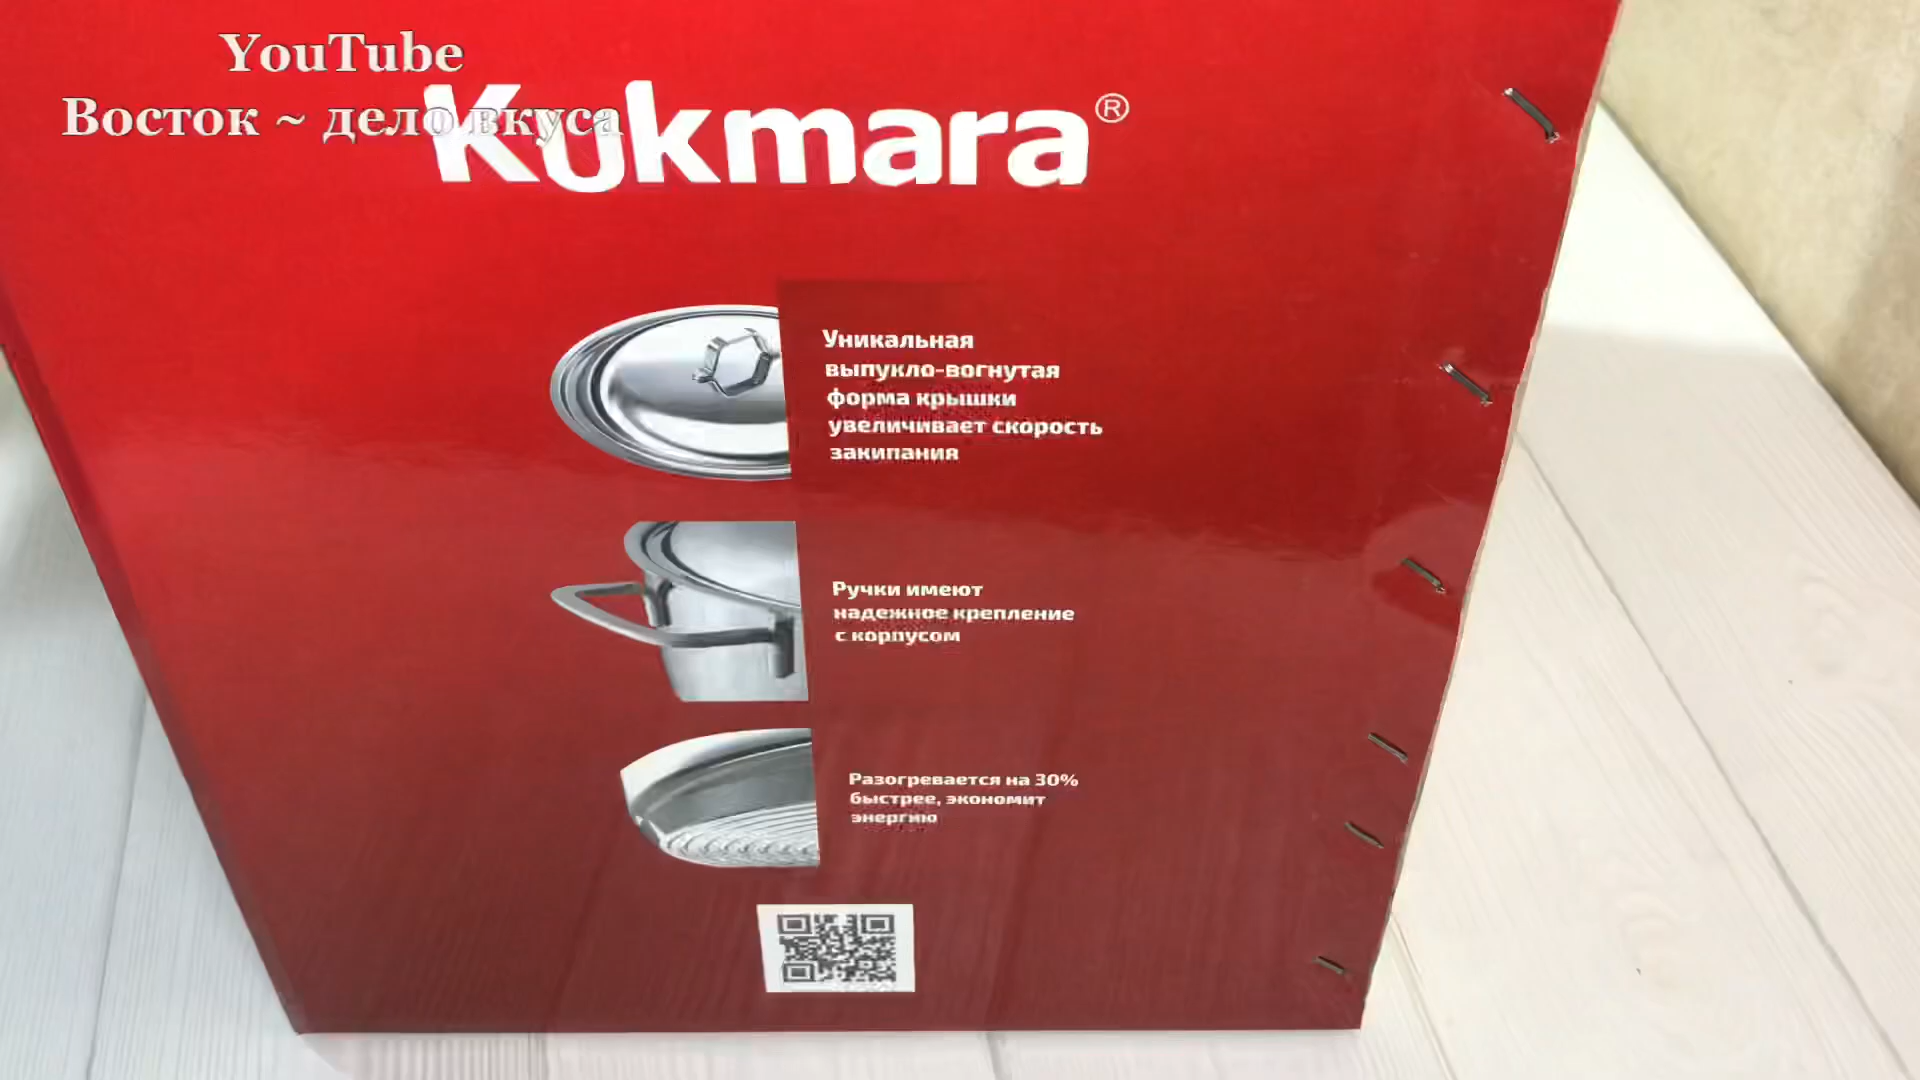 YouTube
Восток ~ дело вкуса
Kukmara®
Уникальная
выпукло-вогнутая
форма крышки
увеличивает скорость
закипания
Ручки имеют
надежное крепление
с корпусом
Разогревается на 30%
быстрее, экономит
энергию